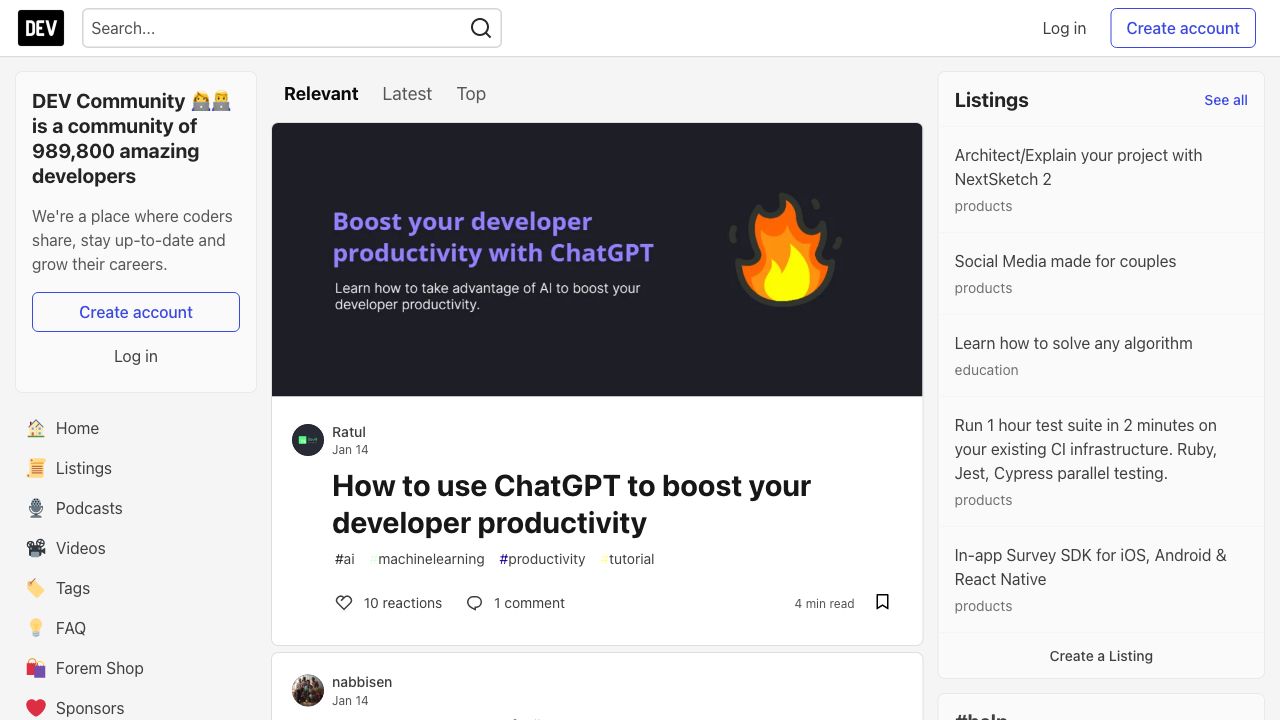 DEV
Search...
Log in
Create account
DEV Community
is a community of
989,800 amazing
developers
We're a place where coders
share, stay up-to-date and
grow their careers.
Create account
Log in
Home
Listings
Podcasts
Videos
Tags
FAQ
Forem Shop
Sponsors
Relevant
Latest
Top
Boost your developer
productivity with ChatGPT
Learn how to take advantage of AI to boost your
developer productivity.
Ratul
Jan 14
How to use ChatGPT to boost your
developer productivity
#ai #machinelearning #productivity #tutorial
10 reactions
1 comment
4 min read
nabbisen
Jan 14
Listings
See all
Architect/Explain your project with
NextSketch 2
products
Social Media made for couples
products
Learn how to solve any algorithm
education
Run 1 hour test suite in 2 minutes on
your existing CI infrastructure. Ruby,
Jest, Cypress parallel testing.
products
In-app Survey SDK for iOS, Android &
React Native
products
Create a Listing
#help